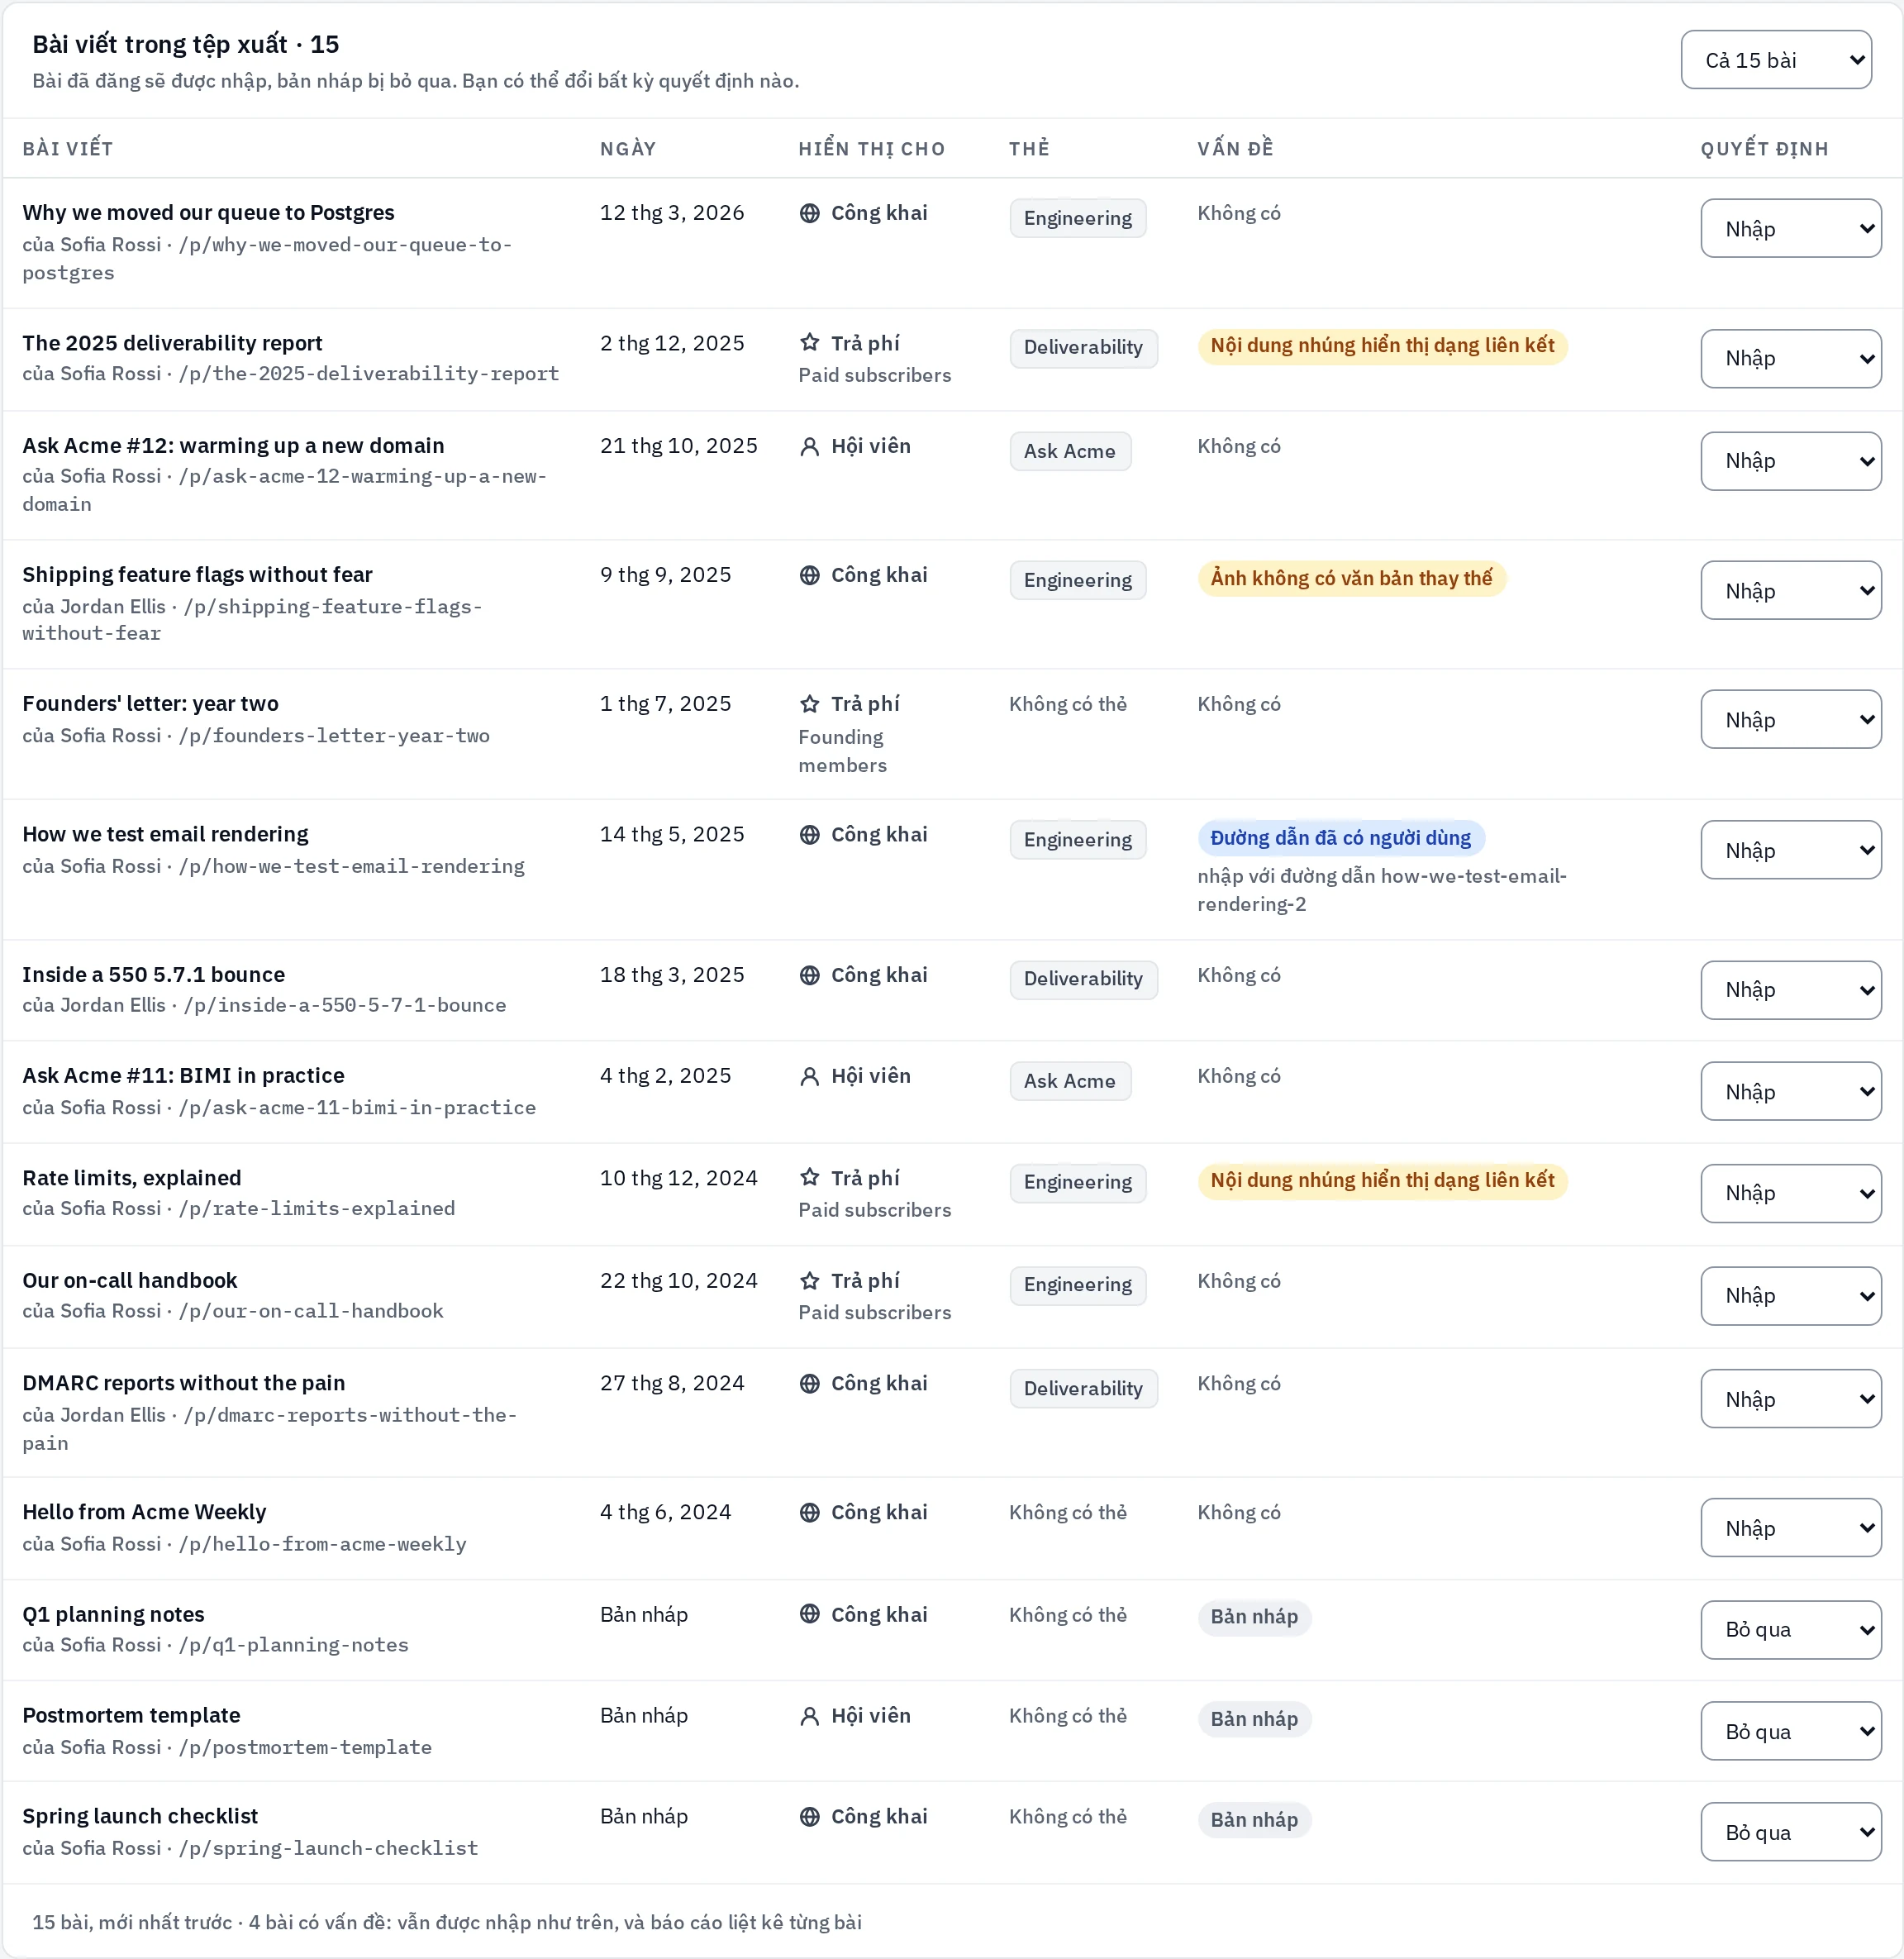 Bài viết trong tệp xuất · 15
Bài đã đăng sẽ được nhập, bản nháp bị bỏ qua. Bạn có thể đổi bất kỳ quyết định nào.
Cả 15 bài
BÀI VIẾT NGÀY HIỂN THỊ CHO THẺ VẤN ĐỀ QUYẾT ĐỊNH
Why we moved our queue to Postgres 12 thg 3, 2026 Công khai Engineering Không có Nhập
của Sofia Rossi · /p/why-we-moved-our-queue-to-
postgres
The 2025 deliverability report 2 thg 12, 2025 Trả phí Deliverability Nội dung nhúng hiển thị dạng liên kết Nhập
của Sofia Rossi · /p/the-2025-deliverability-report Paid subscribers
Ask Acme #12: warming up a new domain 21 thg 10, 2025 Hội viên Ask Acme Không có Nhập
của Sofia Rossi · /p/ask-acme-12-warming-up-a-new-
domain
Shipping feature flags without fear 9 thg 9, 2025 Công khai Engineering Ảnh không có văn bản thay thế Nhập
của Jordan Ellis · /p/shipping-feature-flags-
without-fear
Founders' letter: year two 1 thg 7, 2025 Trả phí Không có thẻ Không có Nhập
của Sofia Rossi · /p/founders-letter-year-two Founding
members
How we test email rendering 14 thg 5, 2025 Công khai Engineering Đường dẫn đã có người dùng Nhập
của Sofia Rossi · /p/how-we-test-email-rendering nhập với đường dẫn how-we-test-email-
rendering-2
Inside a 550 5.7.1 bounce 18 thg 3, 2025 Công khai Deliverability Không có Nhập
của Jordan Ellis · /p/inside-a-550-5-7-1-bounce
Ask Acme #11: BIMI in practice 4 thg 2, 2025 Hội viên Ask Acme Không có Nhập
của Sofia Rossi · /p/ask-acme-11-bimi-in-practice
Rate limits, explained 10 thg 12, 2024 Trả phí Engineering Nội dung nhúng hiển thị dạng liên kết Nhập
của Sofia Rossi · /p/rate-limits-explained Paid subscribers
Our on-call handbook 22 thg 10, 2024 Trả phí Engineering Không có Nhập
của Sofia Rossi · /p/our-on-call-handbook Paid subscribers
DMARC reports without the pain 27 thg 8, 2024 Công khai Deliverability Không có Nhập
của Jordan Ellis · /p/dmarc-reports-without-the-
pain
Hello from Acme Weekly 4 thg 6, 2024 Công khai Không có thẻ Không có Nhập
của Sofia Rossi · /p/hello-from-acme-weekly
Q1 planning notes Bản nháp Công khai Không có thẻ Bản nháp Bỏ qua
của Sofia Rossi · /p/q1-planning-notes
Postmortem template Bản nháp Hội viên Không có thẻ Bản nháp Bỏ qua
của Sofia Rossi · /p/postmortem-template
Spring launch checklist Bản nháp Công khai Không có thẻ Bản nháp Bỏ qua
của Sofia Rossi · /p/spring-launch-checklist
15 bài, mới nhất trước · 4 bài có vấn đề: vẫn được nhập như trên, và báo cáo liệt kê từng bài